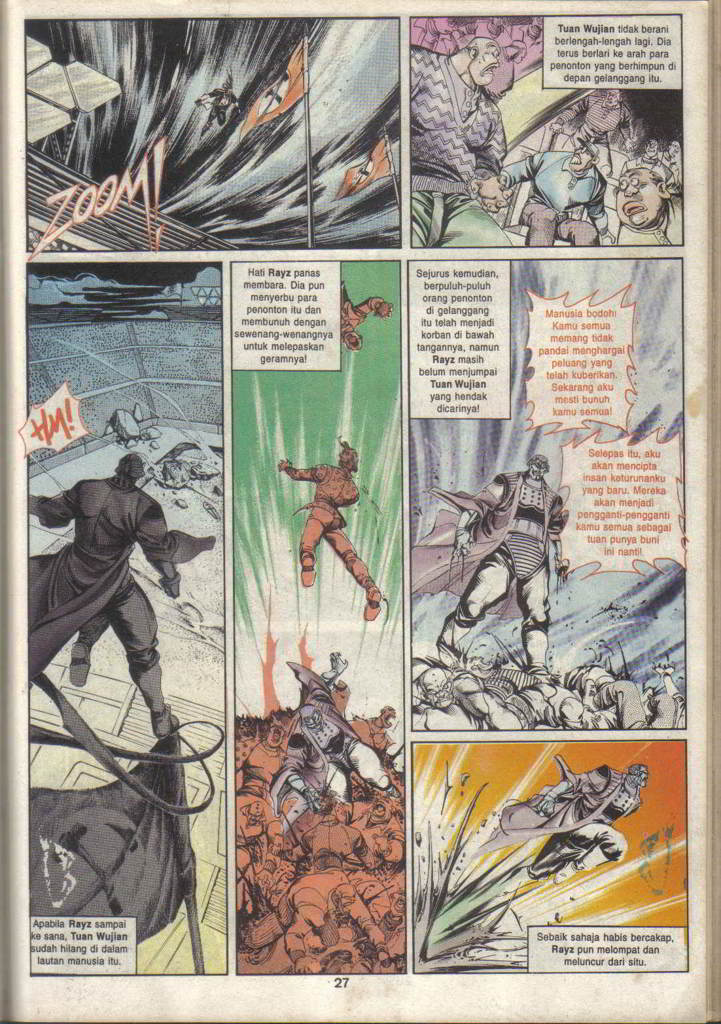 Tuan Wujian tidak berani
berlengah-lengah lagi. Dia
terus berlari ke arah para
penonton yang berhimpun di
depan gelanggang itu.
ZOOM!
HM!
Apabila Rayz sampai
ke sana, Tuan Wujian
sudah hilang di dalam
lautan manusia itu.
Hati Rayz panas
membara. Dia pun
menyerbu para
penonton itu dan
membunuh dengan
sewenang-wenangnya
untuk melepaskan
geramnya!
Sejurus kemudian,
berpuluh-puluh
orang penonton
di gelanggang
itu telah menjadi
korban di bawah
tangannya, namun
Rayz masih
belum menjumpai
Tuan Wujian
yang hendak
dicarinya!
Manusia bodoh!
Kamu semua
memang tidak
pandai menghargai
peluang yang
telah kuberikan.
Sekarang aku
mesti bunuh
kamu semua!
Selepas itu, aku
akan mencipta
insan keturunanku
yang baru. Mereka
akan menjadi
pengganti-pengganti
kamu semua sebagai
tuan punya buni
ini nanti!
Sebaik sahaja habis bercakap,
Rayz pun melompat dan
meluncur dari situ.
27